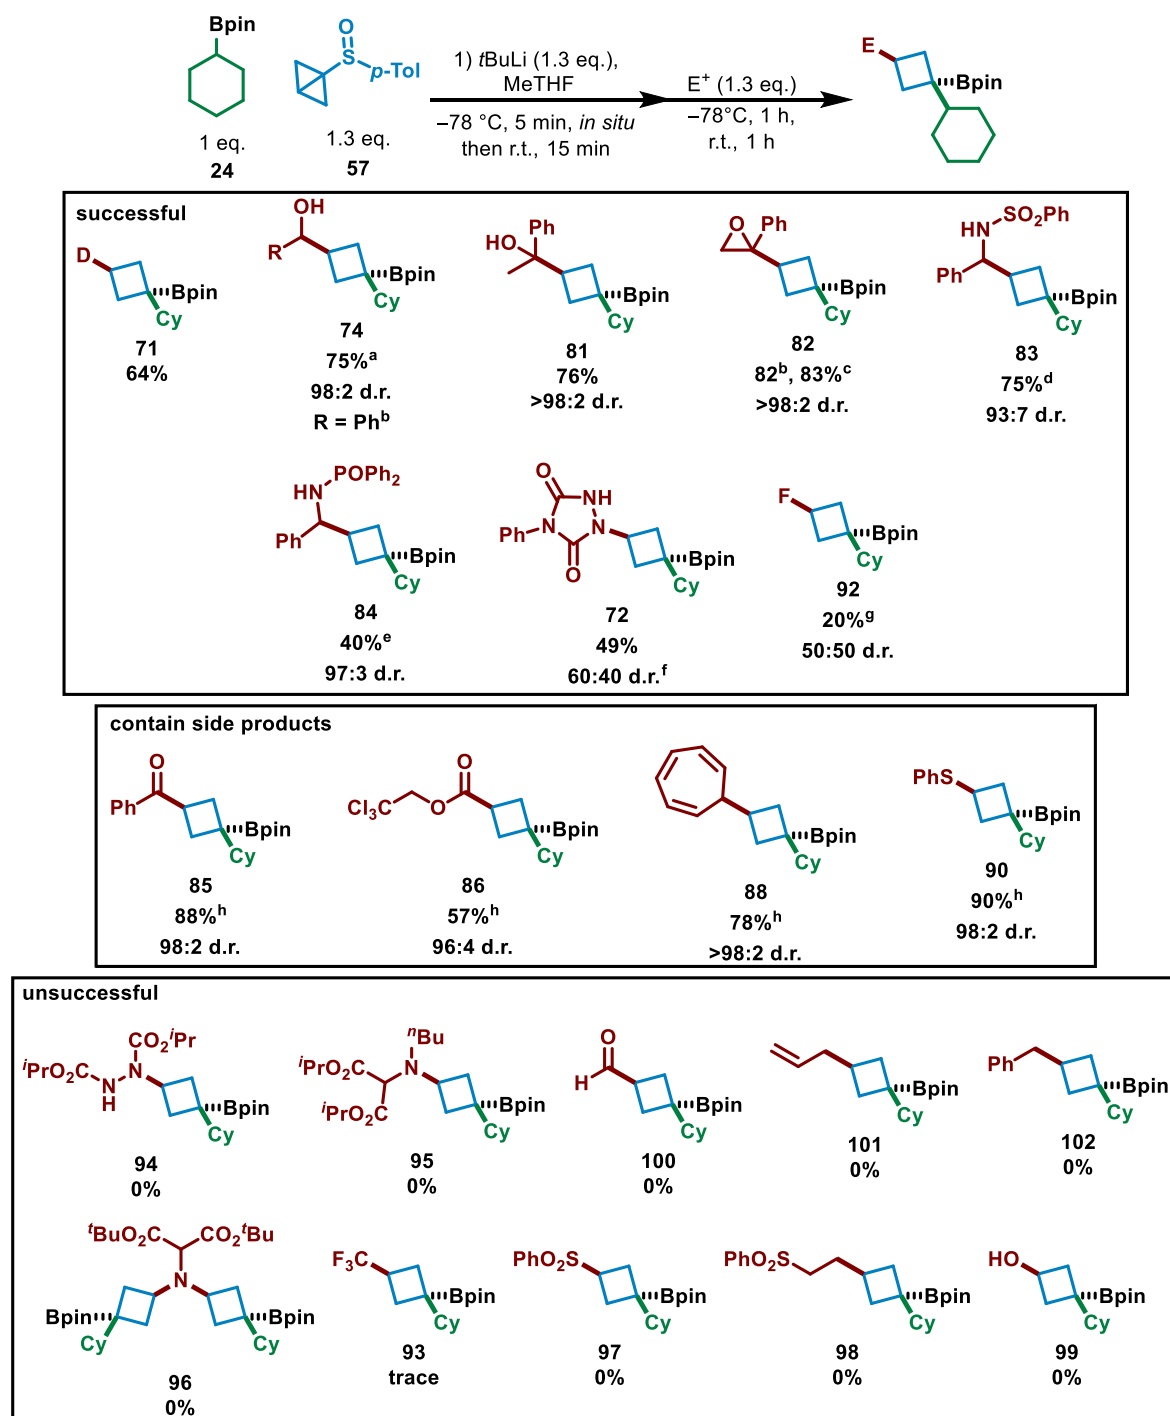 Bpin
O
S
p-Tol
1 eq.
24
1.3 eq.
57
1) tBuLi (1.3 eq.),
MeTHF
–78 °C, 5 min, in situ
then r.t., 15 min
E+ (1.3 eq.)
–78°C, 1 h,
r.t., 1 h
E
Bpin
successful
D
Bpin
Cy
71
64%
OH
R
Bpin
Cy
74
75%a
98:2 d.r.
R = Phb
Ph
HO
Bpin
Cy
81
76%
>98:2 d.r.
O
Ph
Bpin
Cy
82
82b, 83%c
>98:2 d.r.
SO2Ph
HN
Ph
Bpin
Cy
83
75%d
93:7 d.r.
POPh2
HN
Ph
Bpin
Cy
84
40%e
97:3 d.r.
O
NH
Ph
N
N
O
Bpin
Cy
72
49%
60:40 d.r.f
F
Bpin
Cy
92
20%g
50:50 d.r.
contain side products
O
Ph
Bpin
Cy
85
88%h
98:2 d.r.
O
Cl3C
O
Bpin
Cy
86
57%h
96:4 d.r.
Bpin
Cy
88
78%h
>98:2 d.r.
PhS
Bpin
Cy
90
90%h
98:2 d.r.
unsuccessful
CO2iPr
iPrO2C
N
N
H
Bpin
Cy
94
0%
nBu
iPrO2C
N
iPrO2C
Bpin
Cy
95
0%
O
H
Bpin
Cy
100
0%
Bpin
Cy
101
0%
Ph
Bpin
Cy
102
0%
tBuO2C
CO2tBu
N
Bpin
Bpin
Cy
Cy
96
0%
F3C
Bpin
Cy
93
trace
PhO2S
Bpin
Cy
97
0%
PhO2S
Bpin
Cy
98
0%
HO
Bpin
Cy
99
0%